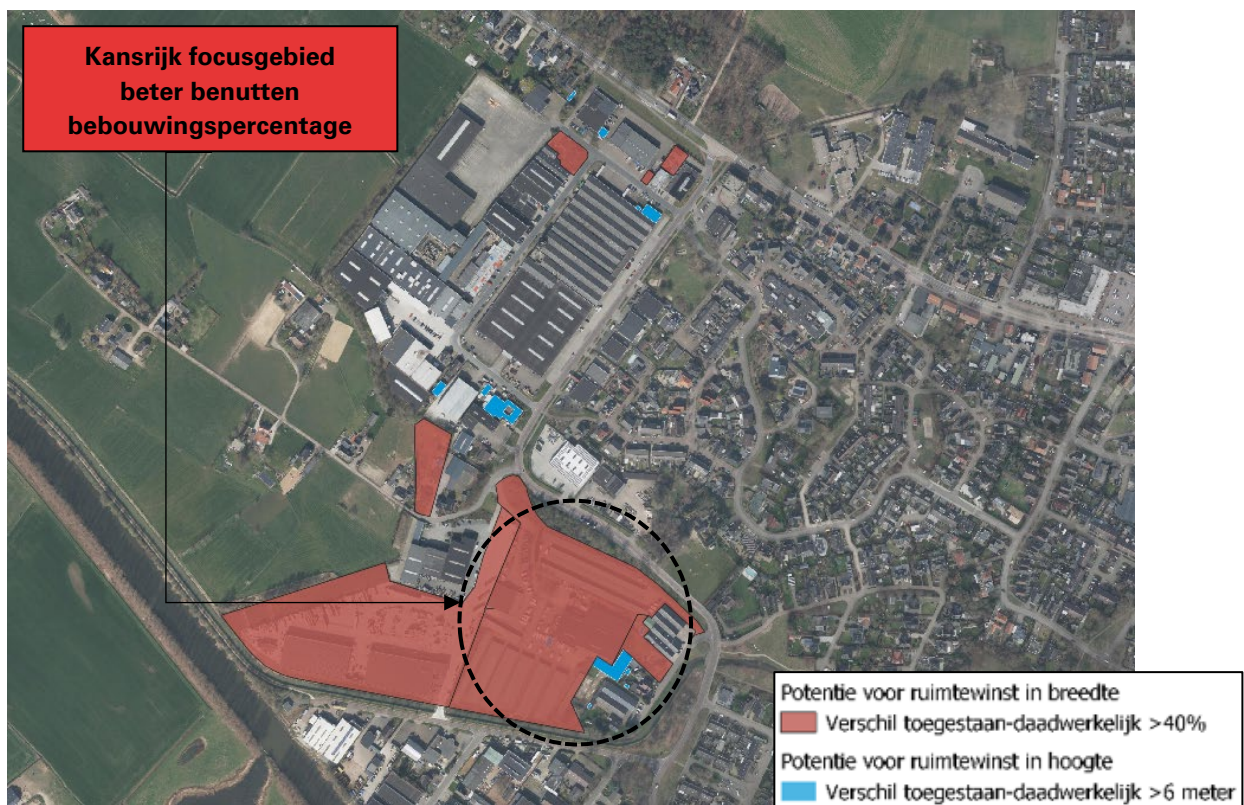 Kansrijk focusgebied
beter benutten
bebouwingspercentage
Potentie voor ruimtewinst in breedte
Verschil toegestaan-daadwerkelijk >40%
Potentie voor ruimtewinst in hoogte
Verschil toegestaan-daadwerkelijk >6 meter